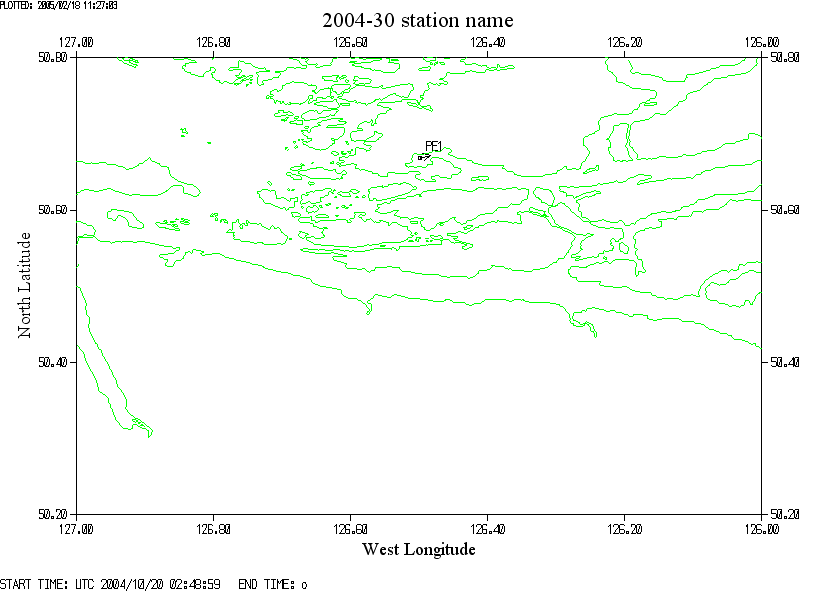 PLOTTED: 2005/02/18 11:27:03
2004-30 station name
127.00 126.80 126.60 126.40 126.20 126.00
50.80 50.80
PE1
50.60 50.60
North Latitude
50.40 50.40
50.20 50.20
127.00 126.80 126.60 126.40 126.20 126.00
West Longitude
START TIME: UTC 2004/10/20 02:48:59 END TIME: o